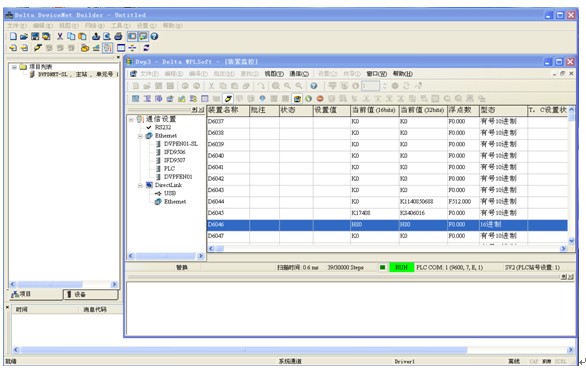 Delta DeviceNet Builder - Untitled
文件(F) 编辑(E) 视图(V) 网络(N) 工具(T) 设置(S) 帮助(H)
项目列表
DVPDNET-SL , 主站 , 单元号
Dvp3 - Delta WPLSoft - [装置监控]
文件(F) 编辑(E) 编译(P) 批注(M) 查找(S) 视图(V) 通信(C) 设置(O) 向导(I) 窗口(W) 帮助(H)
通信设置
RS232
Ethernet
DVPEN01-SL
IFD9506
IFD9507
PLC
DVPFEN01
DirectLink
USB
Ethernet
装置名称 批注 状态 设置值 当前值 (16bits) 当前值 (32bits) 浮点数 型态 T, C设置状
D6037 K0 K0 F0.000 有号10进制
D6038 K0 K0 F0.000 有号10进制
D6039 K0 K0 F0.000 有号10进制
D6040 K0 K0 F0.000 有号10进制
D6041 K0 K0 F0.000 有号10进制
D6042 K0 K0 F0.000 有号10进制
D6043 K0 K0 F0.000 有号10进制
D6044 K0 K1140850688 F512.000 有号10进制
D6045 K17408 K8406016 F0.000 有号10进制
D6046 H80 H80 F0.000 16进制
D6047 K0 K0 F0.000 有号10进制
替换 扫描时间: 0.6 ms 39/30000 Steps RUN PLC COM: 1 (9600, 7, E, 1) SV2 (PLC站号设置: 1)
项目 设备
时间 消息代码
就绪 系统通道 Driver1 离线 CAP NUM SCRL